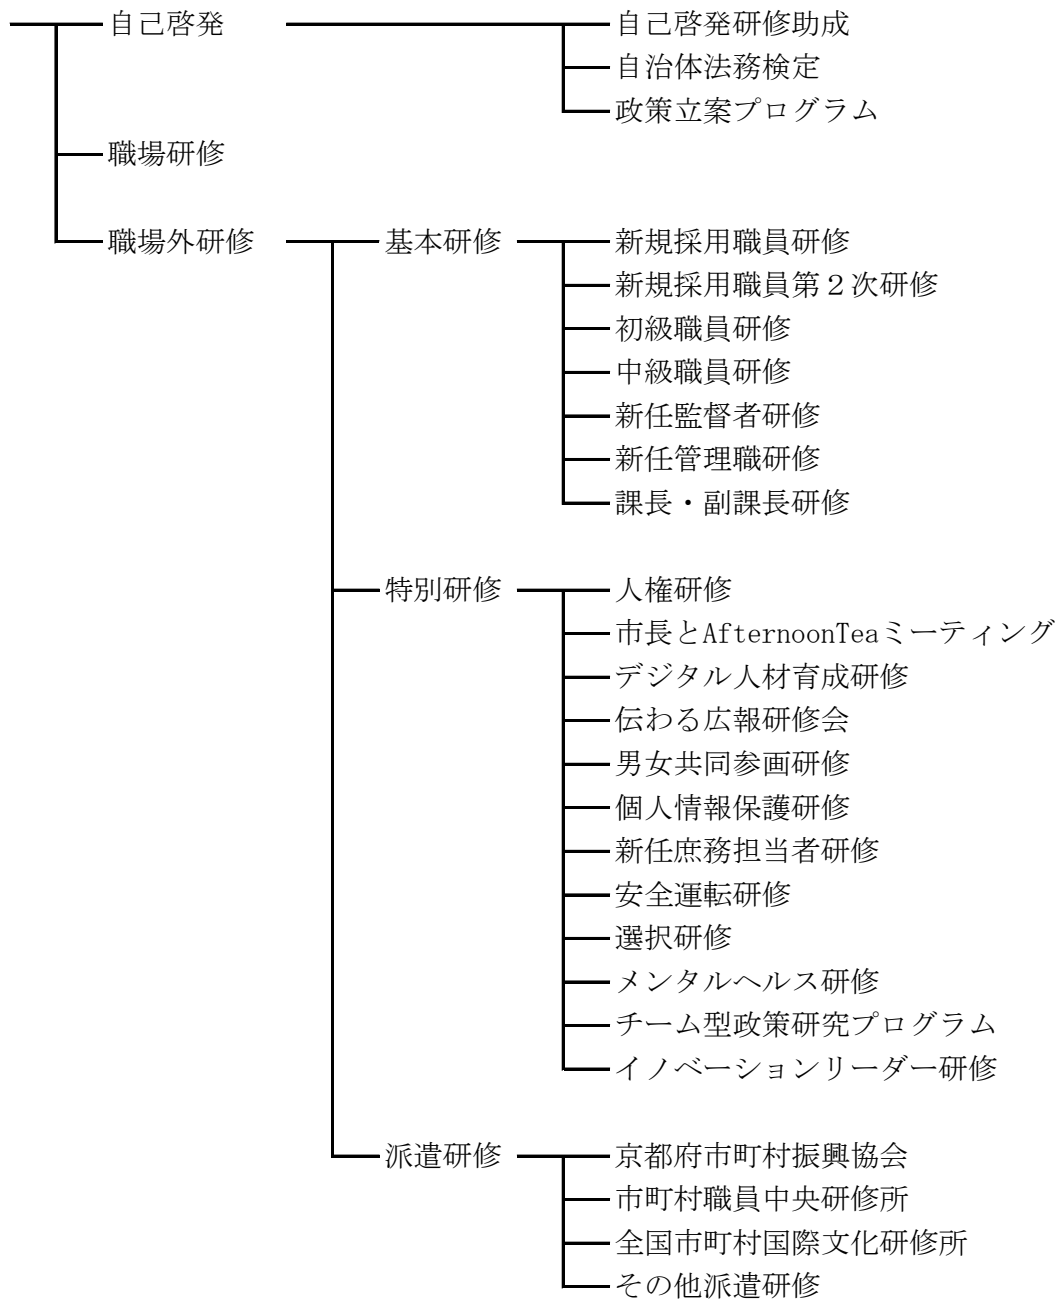 自己啓発 自己啓発研修助成
自治体法務検定
政策立案プログラム
職場研修
職場外研修 基本研修 新規採用職員研修
新規採用職員第２次研修
初級職員研修
中級職員研修
新任監督者研修
新任管理職研修
課長・副課長研修
特別研修 人権研修
市長とAfternoonTeaミーティング
デジタル人材育成研修
伝わる広報研修会
男女共同参画研修
個人情報保護研修
新任庶務担当者研修
安全運転研修
選択研修
メンタルヘルス研修
チーム型政策研究プログラム
イノベーションリーダー研修
派遣研修 京都府市町村振興協会
市町村職員中央研修所
全国市町村国際文化研修所
その他派遣研修